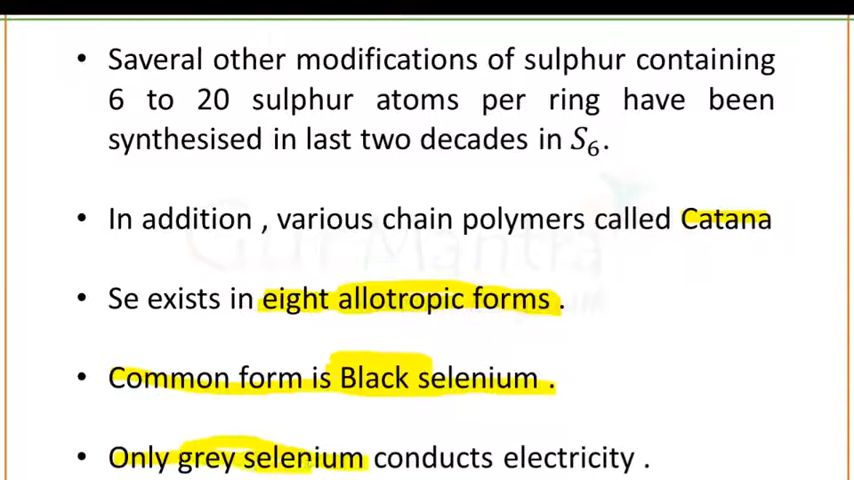 • Saveral other modifications of sulphur containing
6 to 20 sulphur atoms per ring have been
synthesised in last two decades in S₆.
• In addition , various chain polymers called Catana
• Se exists in eight allotropic forms .
• Common form is Black selenium .
• Only grey selenium conducts electricity .
Gur Mantra